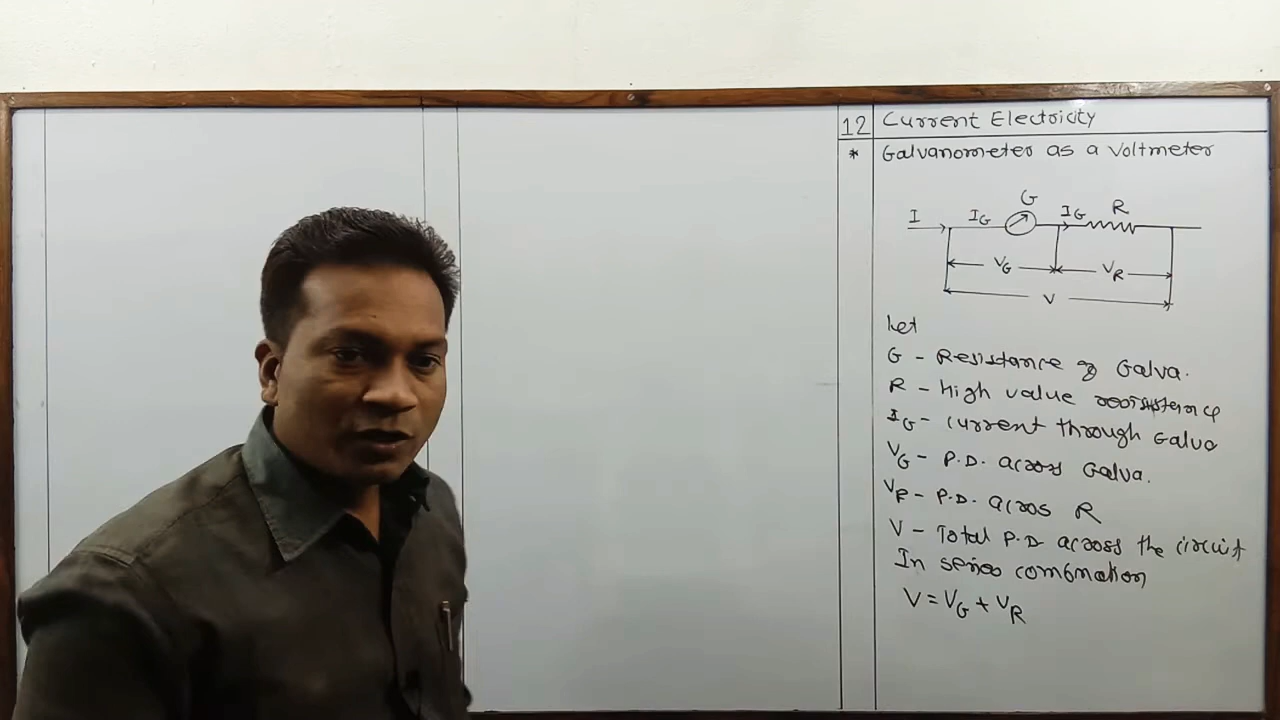 12 Current Electricity
* Galvanometer as a Voltmeter
G
I IG IG R
VG VR
V
Let
G - Resistance of Galva.
R - High value resistance
IG - current through Galva
VG - P.D. across Galva.
VR - P.D. across R
V - Total P.D across the circuit
In series combination
V = VG + VR